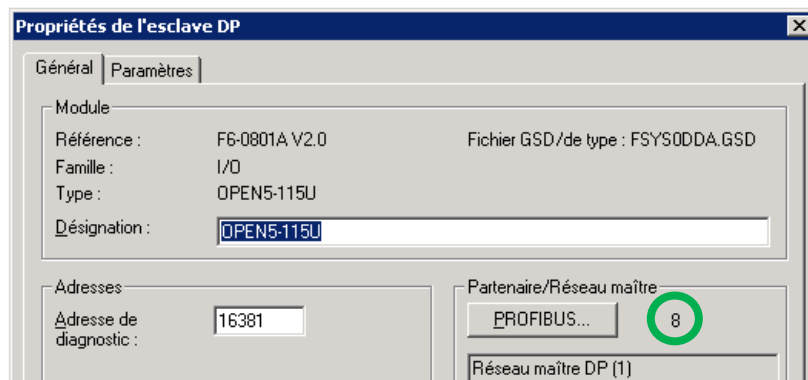 Propriétés de l'esclave DP
Général Paramètres
Module
Référence : F6-0801A V2.0 Fichier GSD/de type : FSYS0DDA.GSD
Famille : I/O
Type : OPEN5-115U
Désignation : OPEN5-115U
Adresses Partenaire/Réseau maître
Adresse de diagnostic : 16381 PROFIBUS... 8
Réseau maître DP (1)